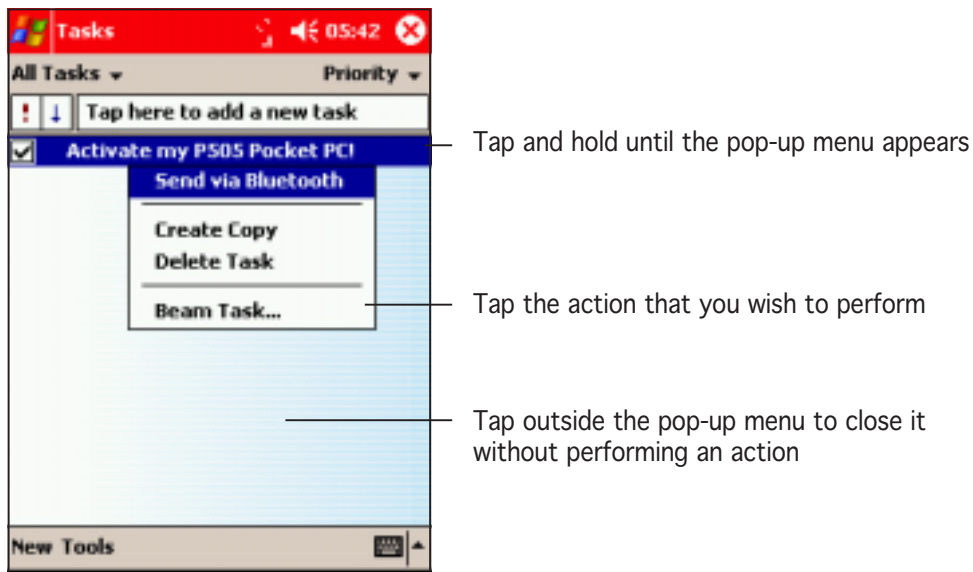 Tasks 05:42
All Tasks Priority
Tap here to add a new task
Activate my P505 Pocket PC!
Tap and hold until the pop-up menu appears
Send via Bluetooth
Create Copy
Delete Task
Beam Task...
Tap the action that you wish to perform
Tap outside the pop-up menu to close it
without performing an action
New Tools